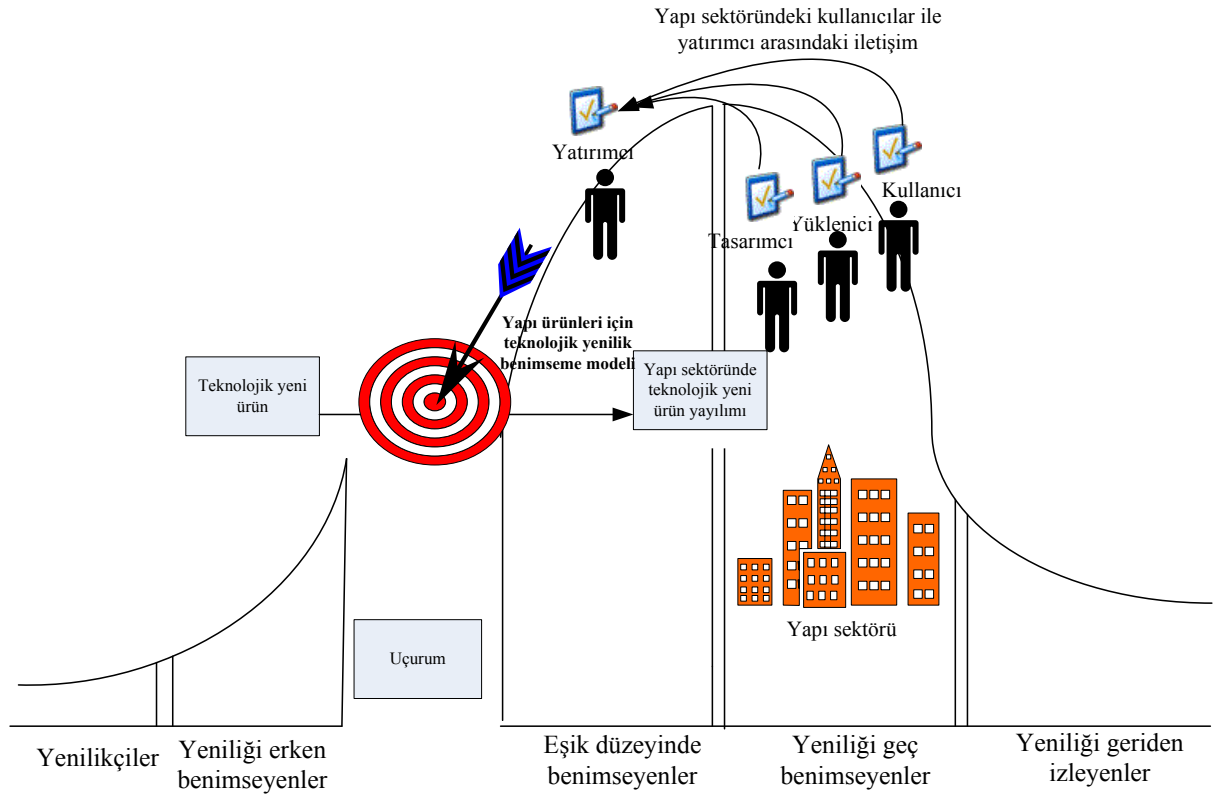 Yapı sektöründeki kullanıcılar ile
yatırımcı arasındaki iletişim
Yatırımcı
Kullanıcı
Yüklenici
Tasarımcı
Yapı ürünleri için
teknolojik yenilik
benimseme modeli
Teknolojik yeni
ürün
Yapı sektöründe
teknolojik yeni
ürün yayılımı
Yapı sektörü
Uçurum
Yenilikçiler
Yeniliği erken
benimseyenler
Eşik düzeyinde
benimseyenler
Yeniliği geç
benimseyenler
Yeniliği geriden
izleyenler